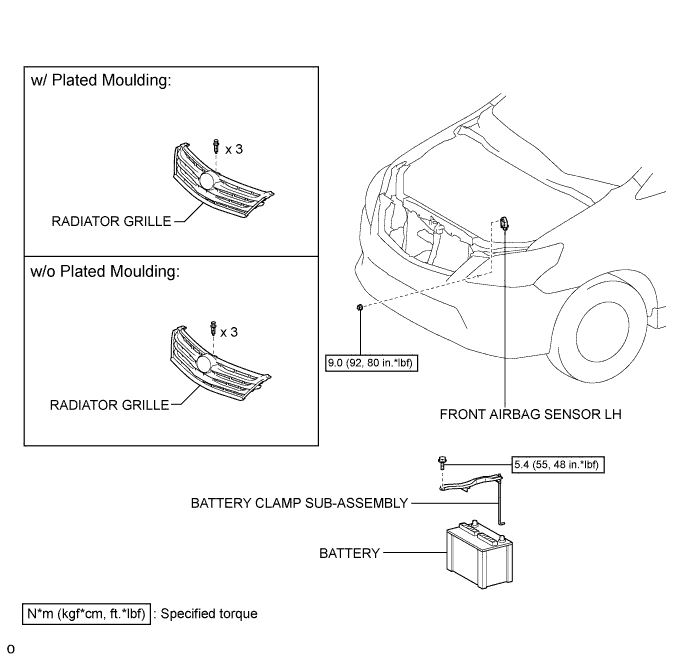 w/ Plated Moulding:
x 3
RADIATOR GRILLE
w/o Plated Moulding:
x 3
RADIATOR GRILLE
9.0 (92, 80 in.*lbf)
FRONT AIRBAG SENSOR LH
5.4 (55, 48 in.*lbf)
BATTERY CLAMP SUB-ASSEMBLY
BATTERY
N*m (kgf*cm, ft.*lbf) : Specified torque
O